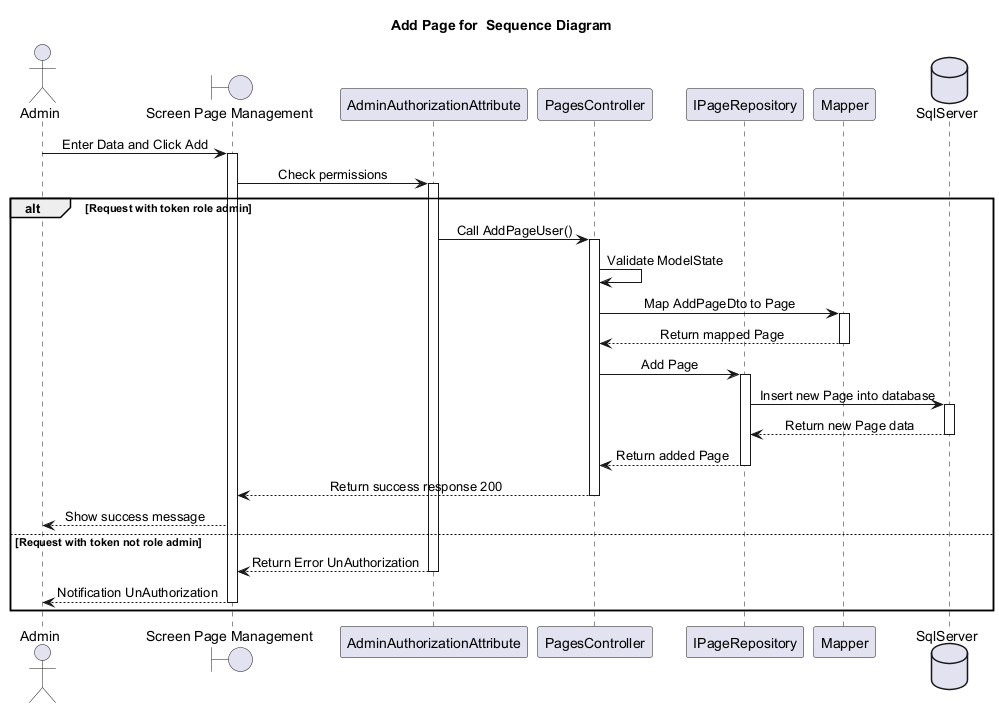 Add Page for  Sequence Diagram
Admin
Screen Page Management
AdminAuthorizationAttribute
PagesController
IPageRepository
Mapper
SqlServer
Enter Data and Click Add
Check permissions
alt
[Request with token role admin]
Call AddPageUser()
Validate ModelState
Map AddPageDto to Page
Return mapped Page
Add Page
Insert new Page into database
Return new Page data
Return added Page
Return success response 200
Show success message
[Request with token not role admin]
Return Error UnAuthorization
Notification UnAuthorization
Admin
Screen Page Management
AdminAuthorizationAttribute
PagesController
IPageRepository
Mapper
SqlServer